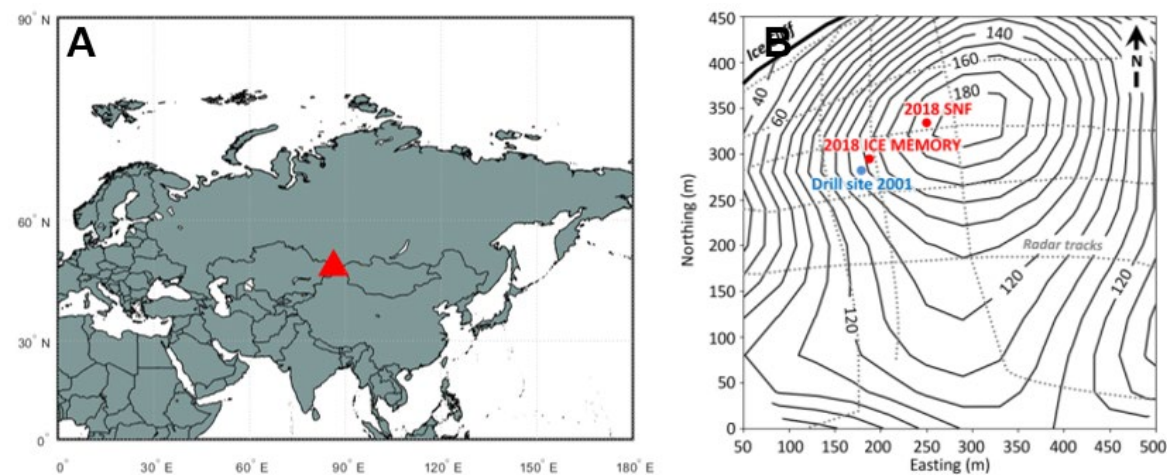 90° N
A
60° N
30° N
0°
0° 30° E 60° E 90° E 120° E 150° E 180° E
B
N
140
160
180
40
60
2018 SNF
2018 ICE MEMORY
Drill site 2001
Radar tracks
120
120
120
Northing (m)
450
400
350
300
250
200
150
100
50
0
50 100 150 200 250 300 350 400 450 500
Easting (m)